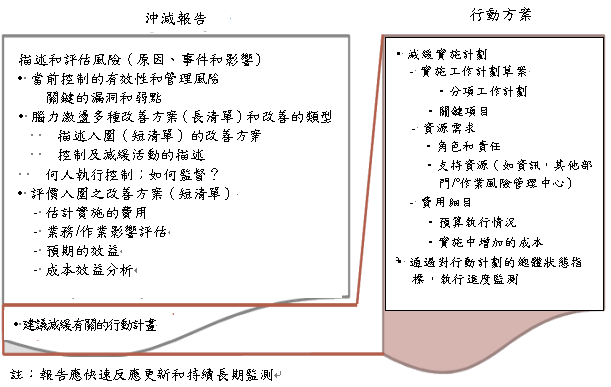 沖減報告
描述和評估風險（原因、事件和影響）
•當前控制的有效性和管理風險
關鍵的漏洞和弱點
•腦力激盪多種改善方案（長清單）和改善的類型
描述入圍（短清單）的改善方案
控制及減緩活動的描述
何人執行控制；如何監督？
•評價入圍之改善方案（短清單）
-估計實施的費用
-業務/作業影響評估
-預期的效益
-成本效益分析
•建議減緩有關的行動計畫
行動方案
•減緩實施計劃
-實施工作計劃草案
•分項工作計劃
•關鍵項目
-資源需求
•角色和責任
•支持資源（如資訊，其他部
門/作業風險管理中心）
-費用細目
•預算執行情況
•實施中增加的成本
•通過對行動計劃的總體狀態指
標，執行進度監測
註：報告應快速反應更新和持續長期監測